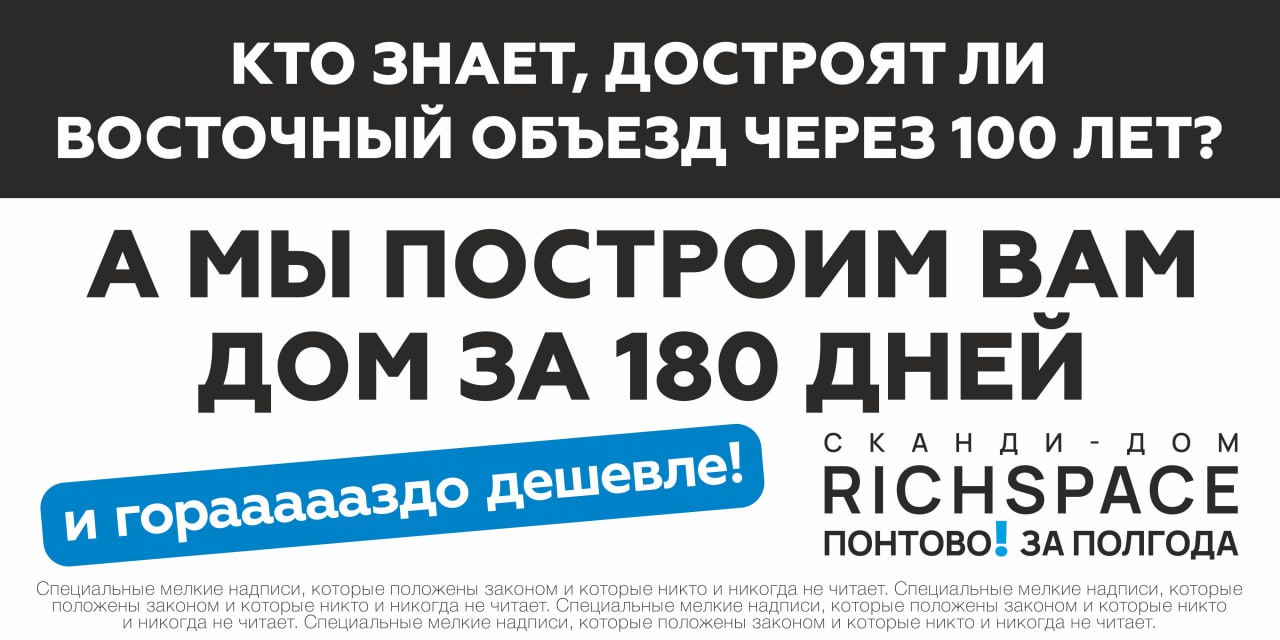 КТО ЗНАЕТ, ДОСТРОЯТ ЛИ
ВОСТОЧНЫЙ ОБЪЕЗД ЧЕРЕЗ 100 ЛЕТ?
А МЫ ПОСТРОИМ ВАМ
ДОМ ЗА 180 ДНЕЙ
и гораааааздо дешевле!
СКАНДИ-ДОМ
RICHSPACE
ПОНТОВО! ЗА ПОЛГОДА
Специальные мелкие надписи, которые положены законом и которые никто и никогда не читает. Специальные мелкие надписи, которые
положены законом и которые никто и никогда не читает. Специальные мелкие надписи, которые положены законом и которые никто
и никогда не читает. Специальные мелкие надписи, которые положены законом и которые никто и никогда не читает.